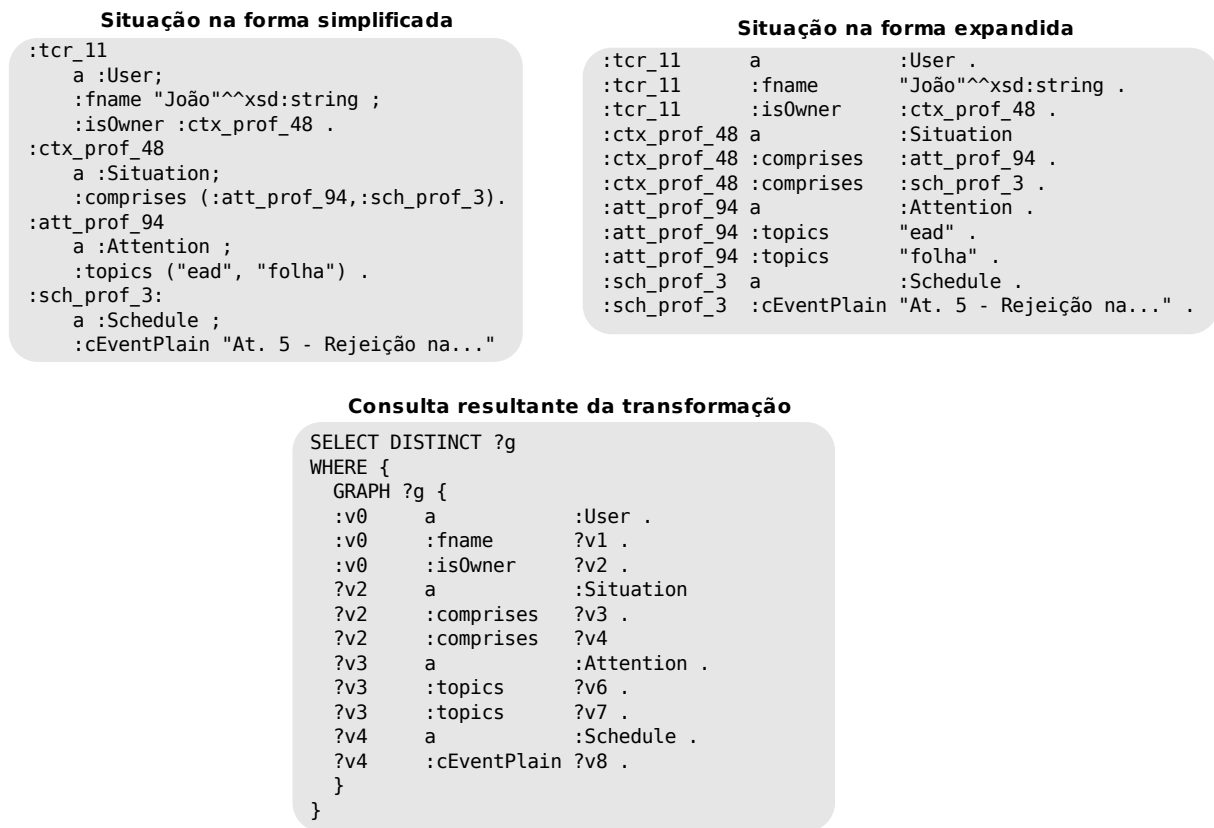 Situação na forma simplificada
:tcr_11
    a :User;
    :fname "João"^^xsd:string ;
    :isOwner :ctx_prof_48 .
:ctx_prof_48
    a :Situation;
    :comprises (:att_prof_94,:sch_prof_3).
:att_prof_94
    a :Attention ;
    :topics ("ead", "folha") .
:sch_prof_3:
    a :Schedule ;
    :cEventPlain "At. 5 - Rejeição na..."
Situação na forma expandida
:tcr_11      a            :User .
:tcr_11      :fname       "João"^^xsd:string .
:tcr_11      :isOwner     :ctx_prof_48 .
:ctx_prof_48 a            :Situation
:ctx_prof_48 :comprises   :att_prof_94 .
:ctx_prof_48 :comprises   :sch_prof_3 .
:att_prof_94 a            :Attention .
:att_prof_94 :topics      "ead" .
:att_prof_94 :topics      "folha" .
:sch_prof_3  a            :Schedule .
:sch_prof_3  :cEventPlain "At. 5 - Rejeição na..." .
Consulta resultante da transformação
SELECT DISTINCT ?g
WHERE {
  GRAPH ?g {
  :v0     a            :User .
  :v0     :fname       ?v1 .
  :v0     :isOwner     ?v2 .
  ?v2     a            :Situation
  ?v2     :comprises   ?v3 .
  ?v2     :comprises   ?v4
  ?v3     a            :Attention .
  ?v3     :topics      ?v6 .
  ?v3     :topics      ?v7 .
  ?v4     a            :Schedule .
  ?v4     :cEventPlain ?v8 .
  }
}